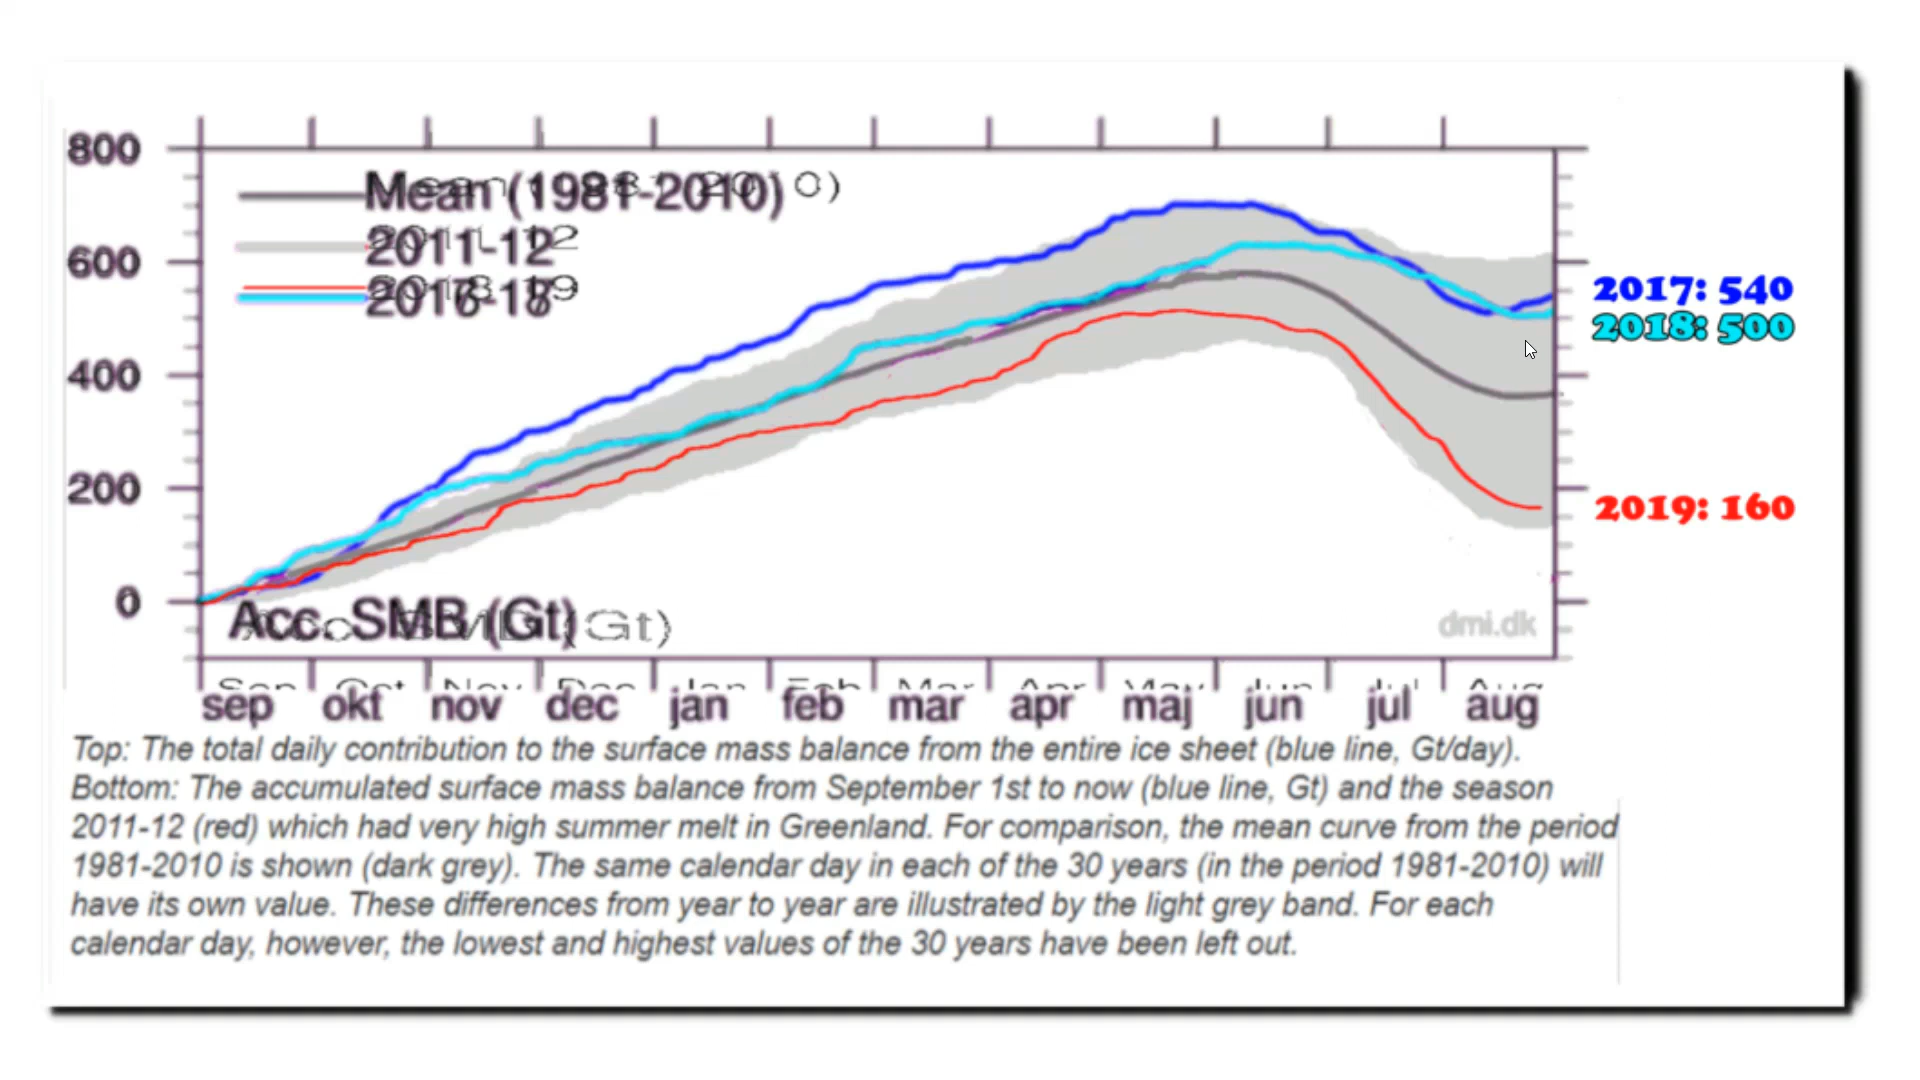 800
600
400
200
0
Mean (1981-2010)
2011-12
Acc. SMB (Gt)
dmi.dk
2017: 540
2018: 500
2019: 160
sep okt nov dec jan feb mar apr maj jun jul aug
Top: The total daily contribution to the surface mass balance from the entire ice sheet (blue line, Gt/day).
Bottom: The accumulated surface mass balance from September 1st to now (blue line, Gt) and the season
2011-12 (red) which had very high summer melt in Greenland. For comparison, the mean curve from the period
1981-2010 is shown (dark grey). The same calendar day in each of the 30 years (in the period 1981-2010) will
have its own value. These differences from year to year are illustrated by the light grey band. For each
calendar day, however, the lowest and highest values of the 30 years have been left out.